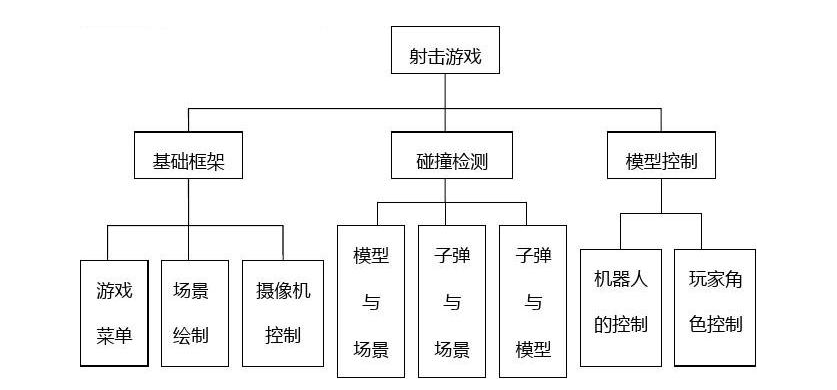 射击游戏
基础框架
碰撞检测
模型控制
游戏
菜单
场景
绘制
摄像机
控制
模型
与
场景
子弹
与
场景
子弹
与
模型
机器人
的控制
玩家角
色控制